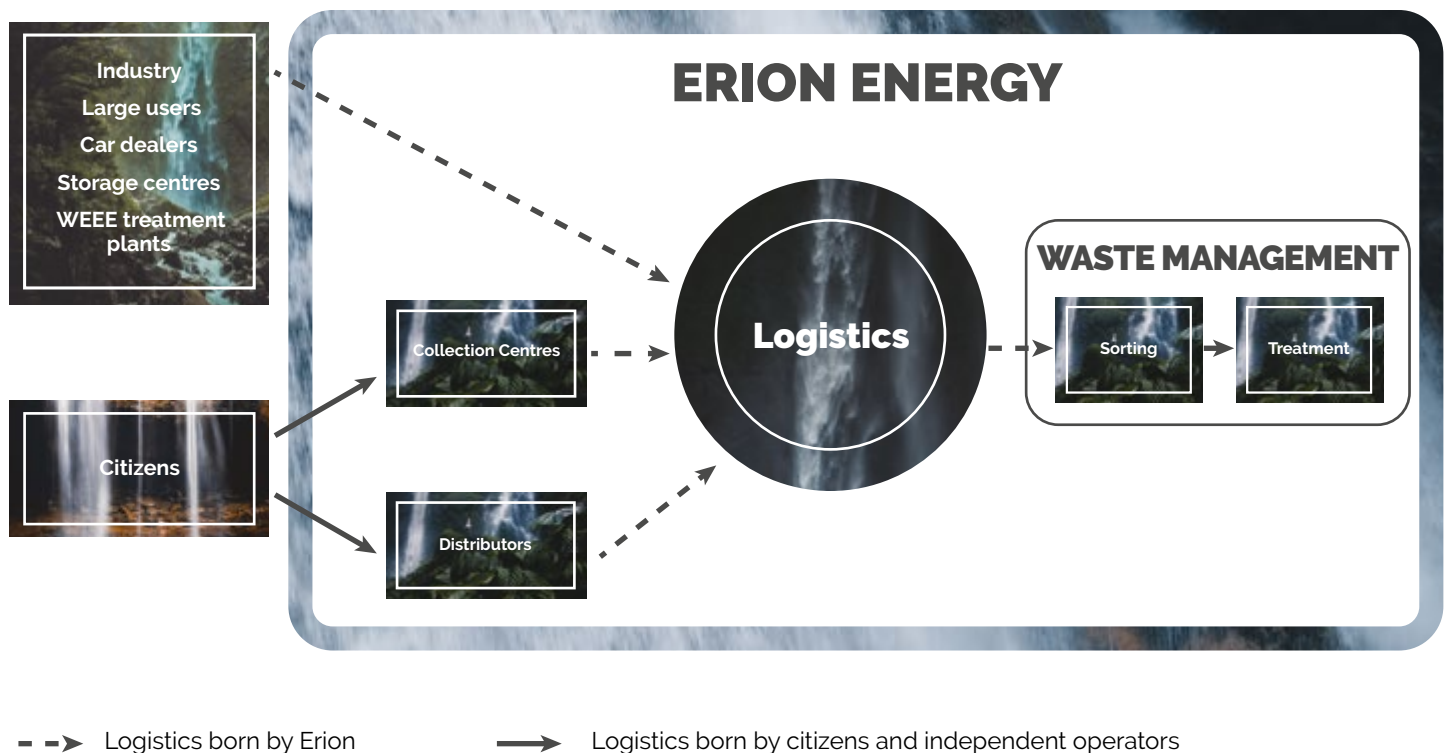 ERION ENERGY
Industry
Large users
Car dealers
Storage centres
WEEE treatment
plants
Citizens
Collection Centres
Distributors
Logistics
WASTE MANAGEMENT
Sorting
Treatment
Logistics born by Erion
Logistics born by citizens and independent operators